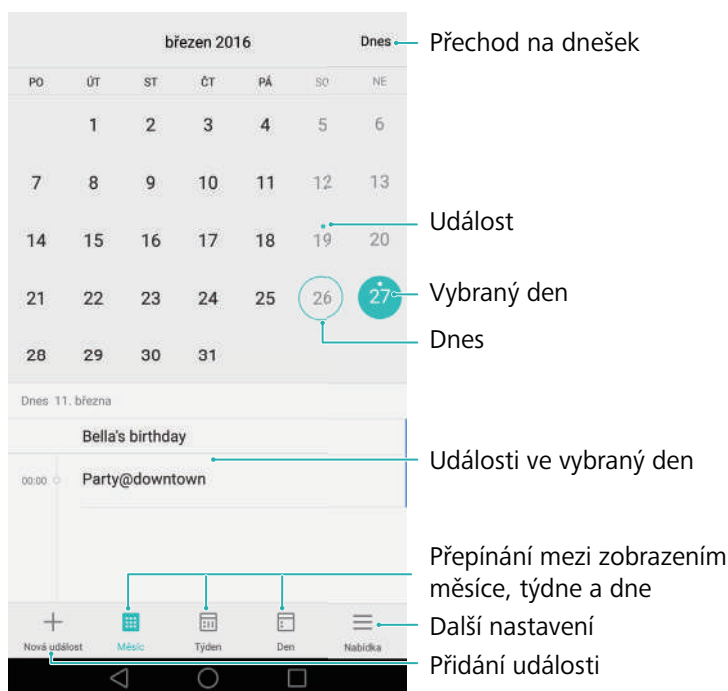 březen 2016
Dnes
Přechod na dnešek
PO ÚT ST ČT PÁ SO NE
1 2 3 4 5 6
7 8 9 10 11 12 13
Událost
14 15 16 17 18 19 20
21 22 23 24 25 26 27
Vybraný den
Dnes
28 29 30 31
Dnes 11. března
Bella's birthday
Události ve vybraný den
00:00 Party@downtown
Přepínání mezi zobrazením
měsíce, týdne a dne
Další nastavení
Nová událost Měsíc Týden Den Nabídka
Přidání události